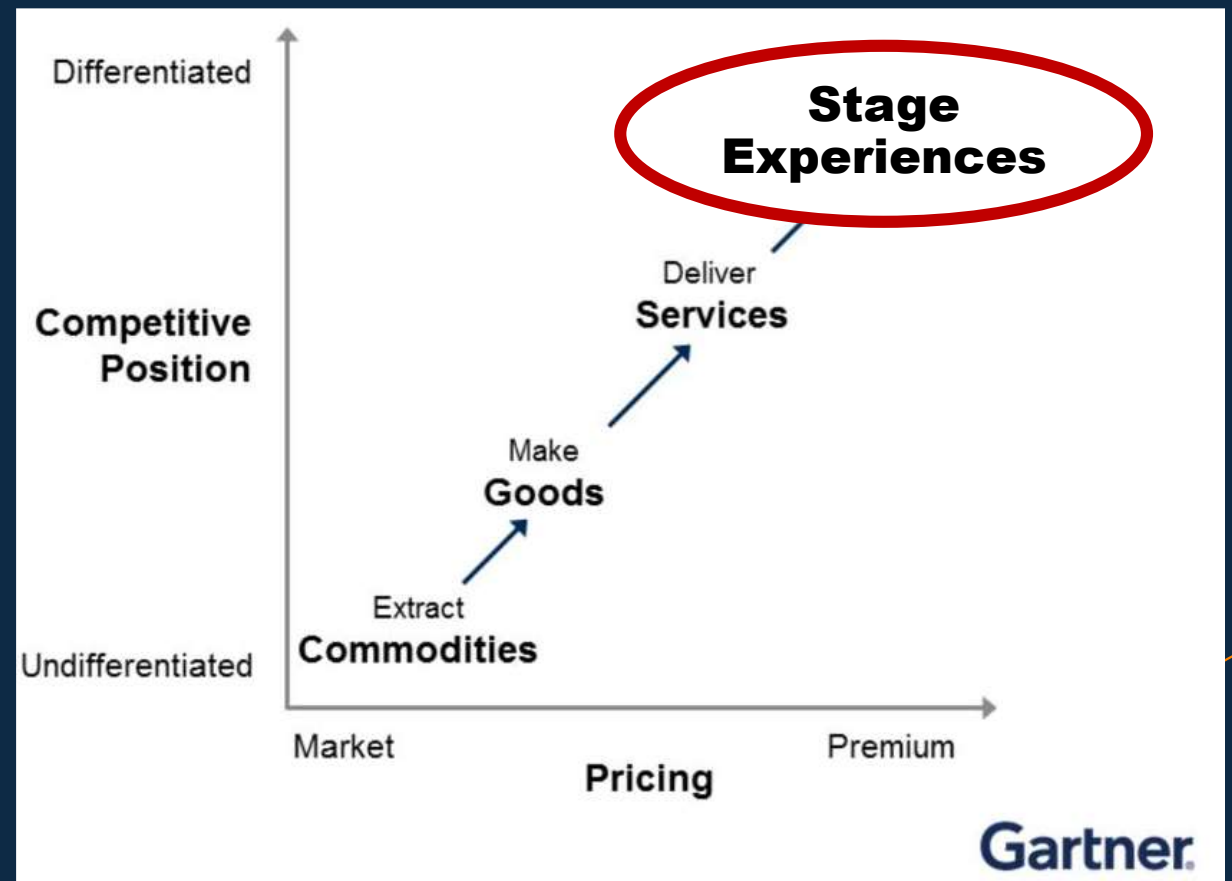 Differentiated
Stage
Experiences
Deliver
Services
Competitive
Position
Make
Goods
Extract
Commodities
Undifferentiated
Market
Premium
Pricing
Gartner.